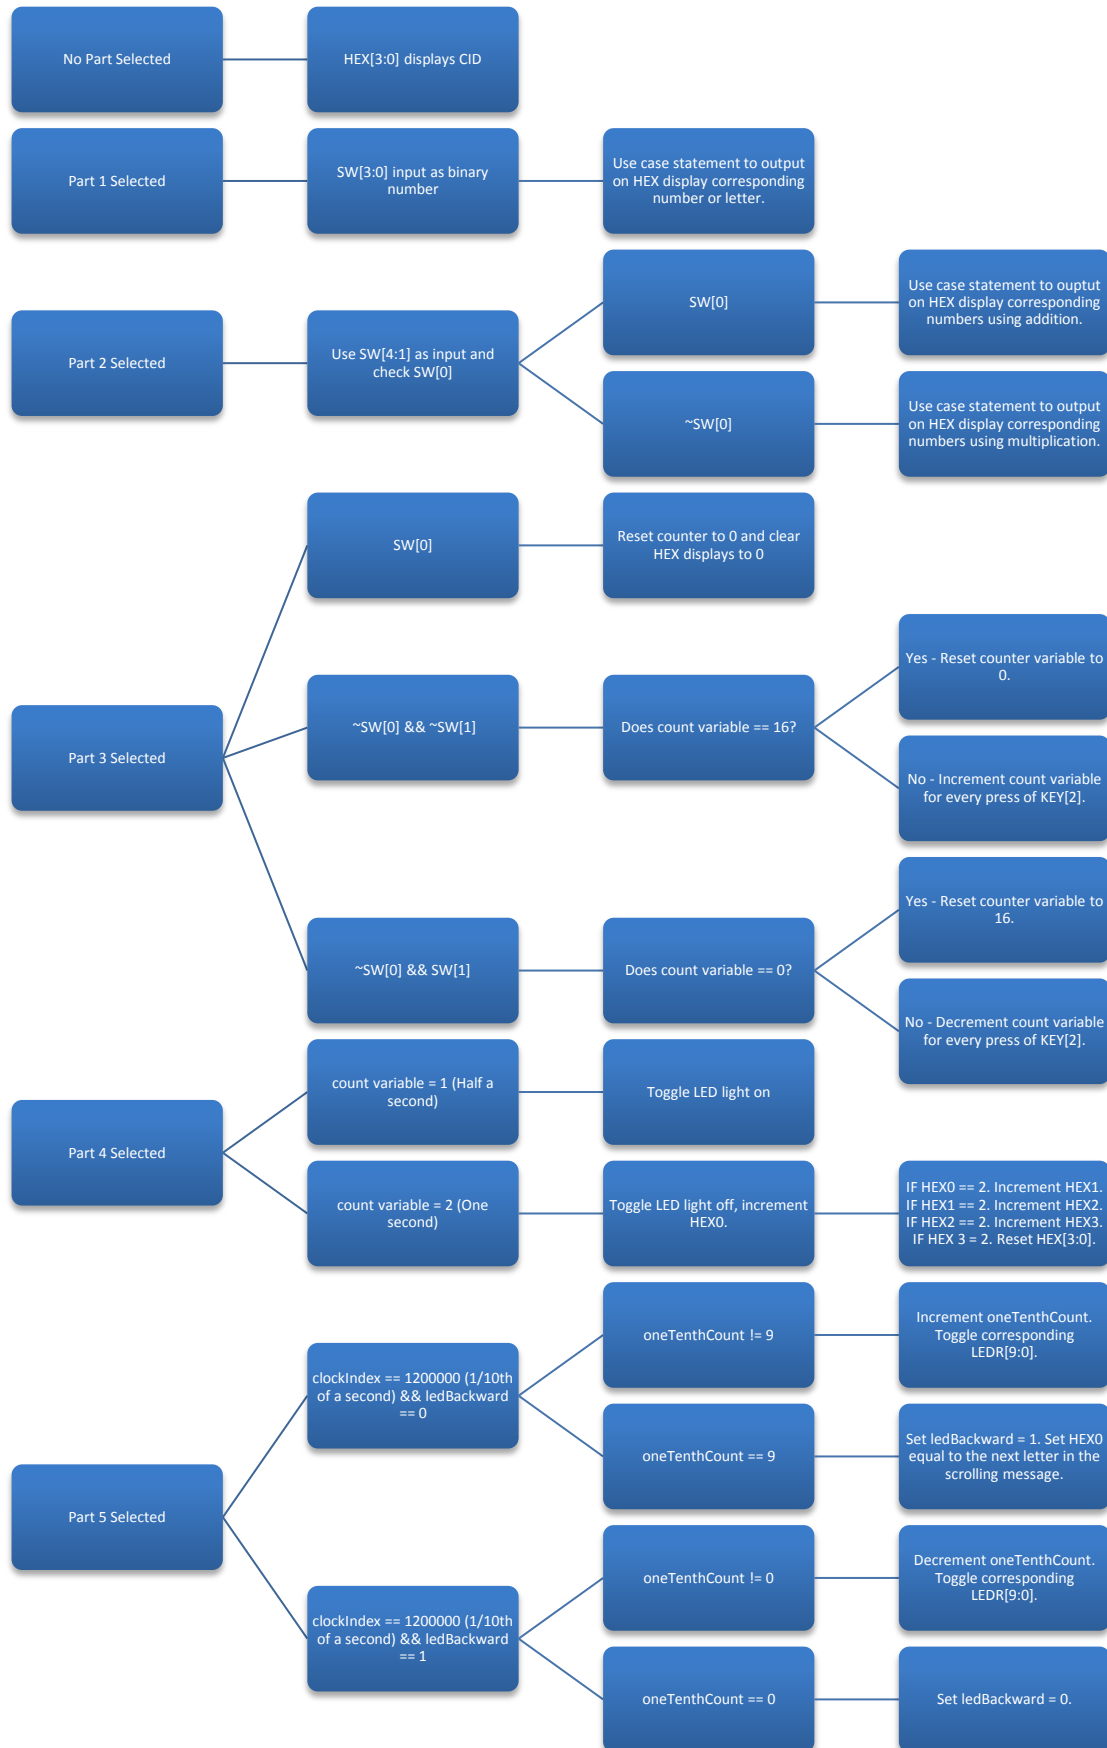 No Part Selected
HEX[3:0] displays CID
Part 1 Selected
SW[3:0] input as binary
number
Use case statement to output
on HEX display corresponding
number or letter.
Part 2 Selected
Use SW[4:1] as input and
check SW[0]
SW[0]
Use case statement to ouptut
on HEX display corresponding
numbers using addition.
~SW[0]
Use case statement to output
on HEX display corresponding
numbers using multiplication.
Part 3 Selected
SW[0]
Reset counter to 0 and clear
HEX displays to 0
~SW[0] && ~SW[1]
Does count variable == 16?
Yes - Reset counter variable to
0.
No - Increment count variable
for every press of KEY[2].
~SW[0] && SW[1]
Does count variable == 0?
Yes - Reset counter variable to
16.
No - Decrement count variable
for every press of KEY[2].
Part 4 Selected
count variable = 1 (Half a
second)
Toggle LED light on
count variable = 2 (One
second)
Toggle LED light off, increment
HEX0.
IF HEX0 == 2. Increment HEX1.
IF HEX1 == 2. Increment HEX2.
IF HEX2 == 2. Increment HEX3.
IF HEX 3 = 2. Reset HEX[3:0].
Part 5 Selected
clockIndex == 1200000 (1/10th
of a second) && ledBackward
== 0
oneTenthCount != 9
Increment oneTenthCount.
Toggle corresponding
LEDR[9:0].
oneTenthCount == 9
Set ledBackward = 1. Set HEX0
equal to the next letter in the
scrolling message.
clockIndex == 1200000 (1/10th
of a second) && ledBackward
== 1
oneTenthCount != 0
Decrement oneTenthCount.
Toggle corresponding
LEDR[9:0].
oneTenthCount == 0
Set ledBackward = 0.